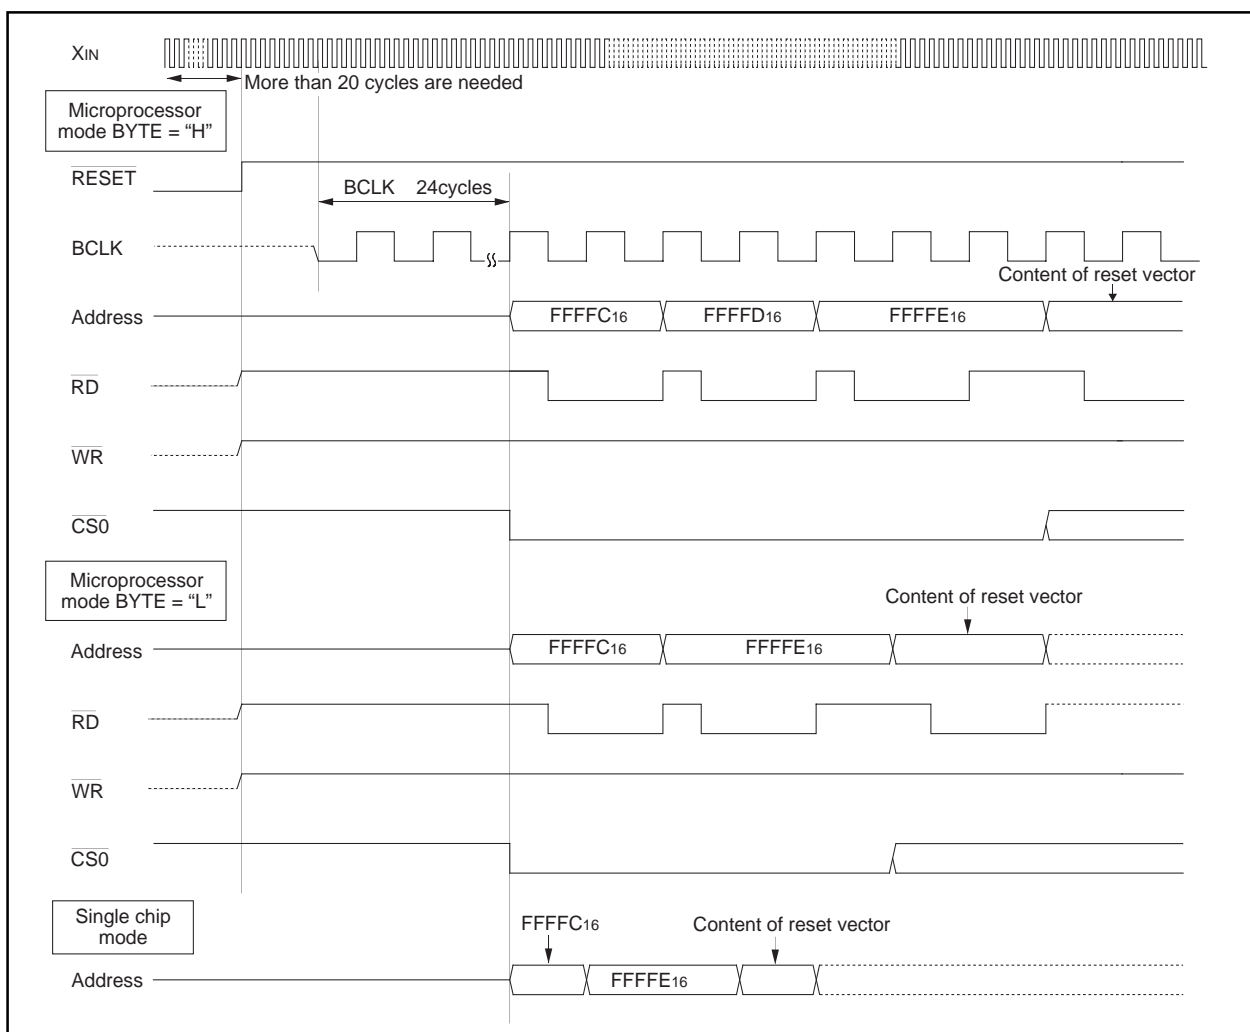 XIN
More than 20 cycles are needed
Microprocessor
mode BYTE = “H”
RESET
BCLK 24cycles
BCLK
Content of reset vector
Address
FFFFC16
FFFFD16
FFFFE16
RD
WR
CS0
Microprocessor
mode BYTE = “L”
Content of reset vector
Address
FFFFC16
FFFFE16
RD
WR
CS0
Single chip
mode
FFFFC16
Content of reset vector
Address
FFFFE16